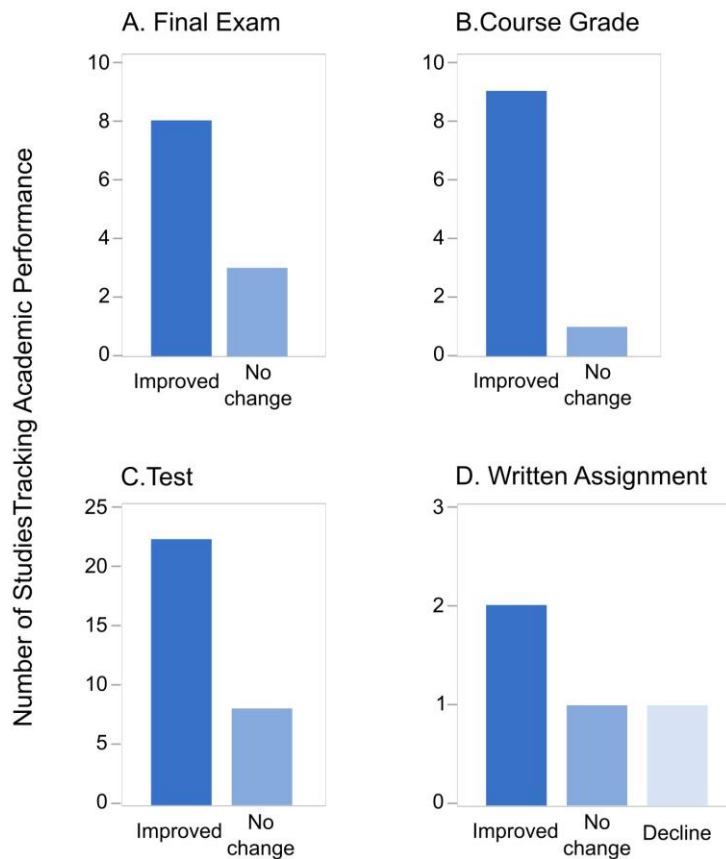 Number of StudiesTracking Academic Performance
A. Final Exam
10
8
6
4
2
0
Improved
No
change
B.Course Grade
10
8
6
4
2
0
Improved
No
change
C.Test
25
20
15
10
5
0
Improved
No
change
D. Written Assignment
3
2
1
0
Improved
No
change
Decline